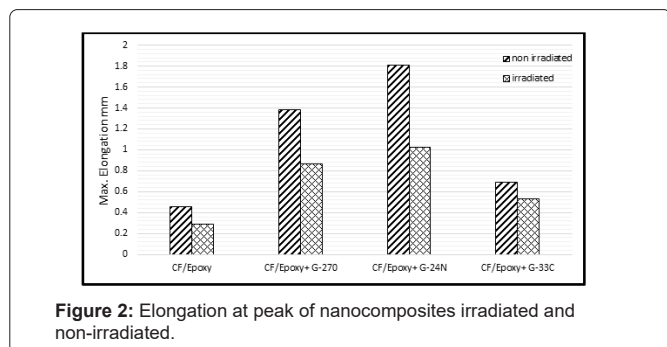 2
1.8
1.6
1.4
1.2
1
0.8
0.6
0.4
0.2
0
Max. Elongation mm
non irradiated
irradiated
CF/Epoxy
CF/Epoxy+ G-270
CF/Epoxy+ G-24N
CF/Epoxy+ G-33C
Figure 2: Elongation at peak of nanocomposites irradiated and
non-irradiated.